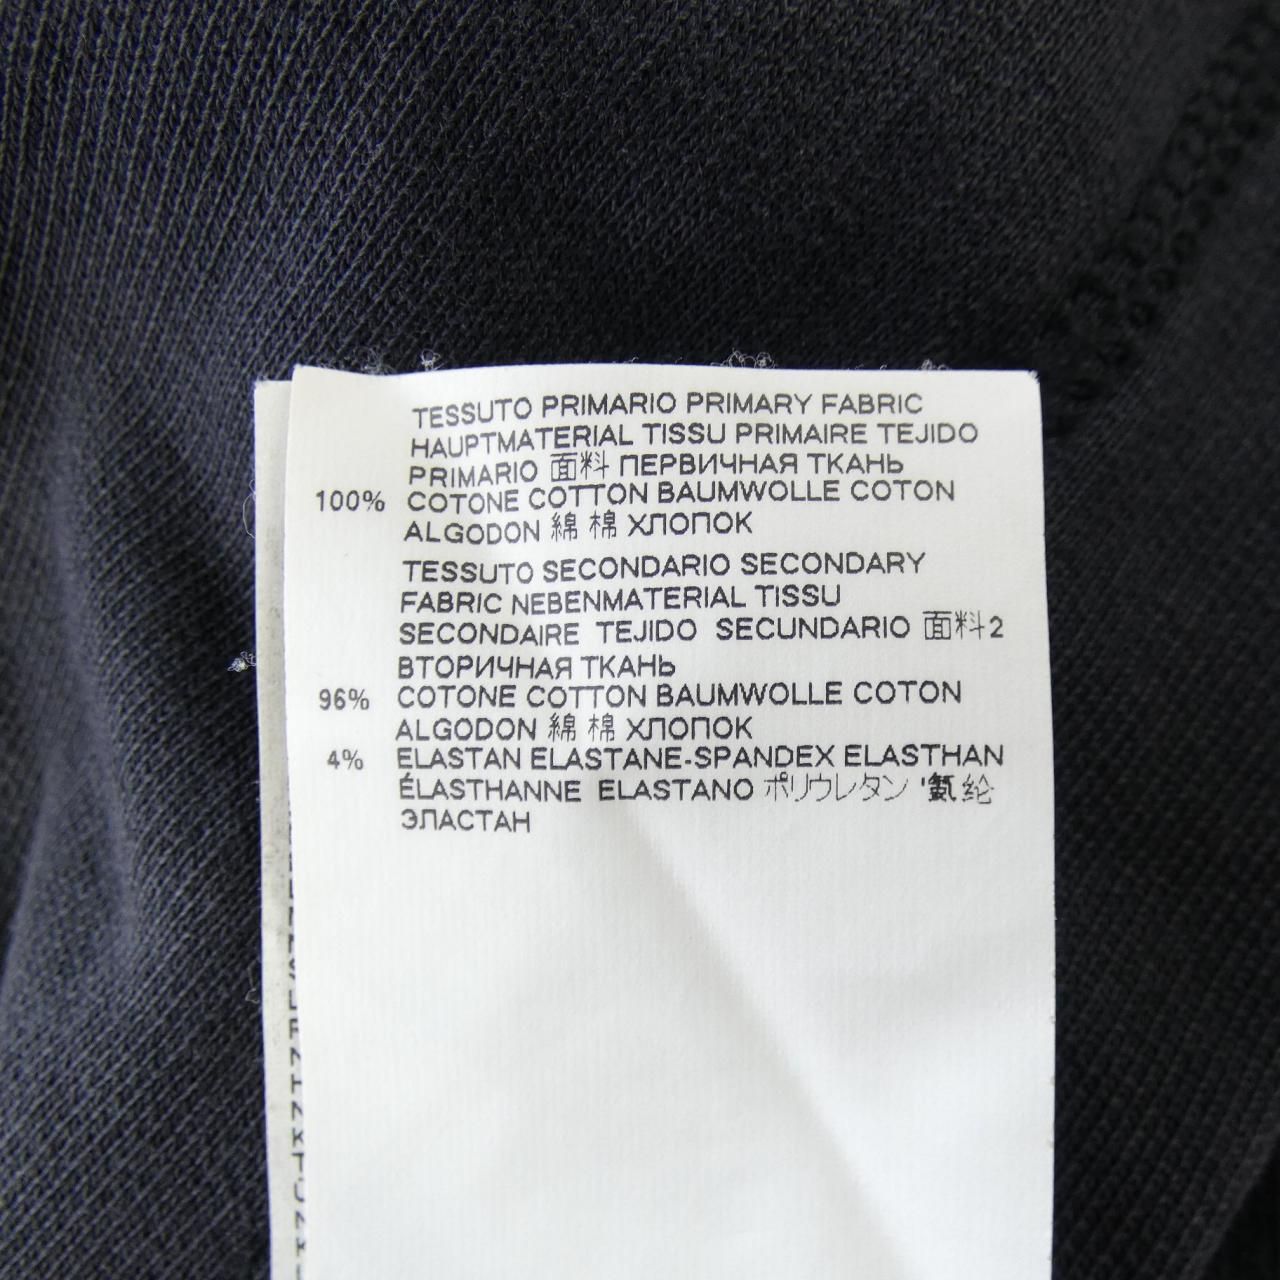 TESSUTO PRIMARIO PRIMARY FABRIC
HAUPTMATERIAL TISSU PRIMAIRE TEJIDO
PRIMARIO 面料 ПЕРВИЧНАЯ ТКАНЬ
100% COTONE COTTON BAUMWOLLE COTON
ALGODON 綿 棉 ХЛОПОК
TESSUTO SECONDARIO SECONDARY
FABRIC NEBENMATERIAL TISSU
SECONDAIRE TEJIDO SECUNDARIO 面料2
ВТОРИЧНАЯ ТКАНЬ
96% COTONE COTTON BAUMWOLLE COTON
ALGODON 綿 棉 ХЛОПОК
4% ELASTAN ELASTANE-SPANDEX ELASTHAN
ÉLASTHANNE ELASTANO ポリウレタン '氨纶
ЭЛАСТАН